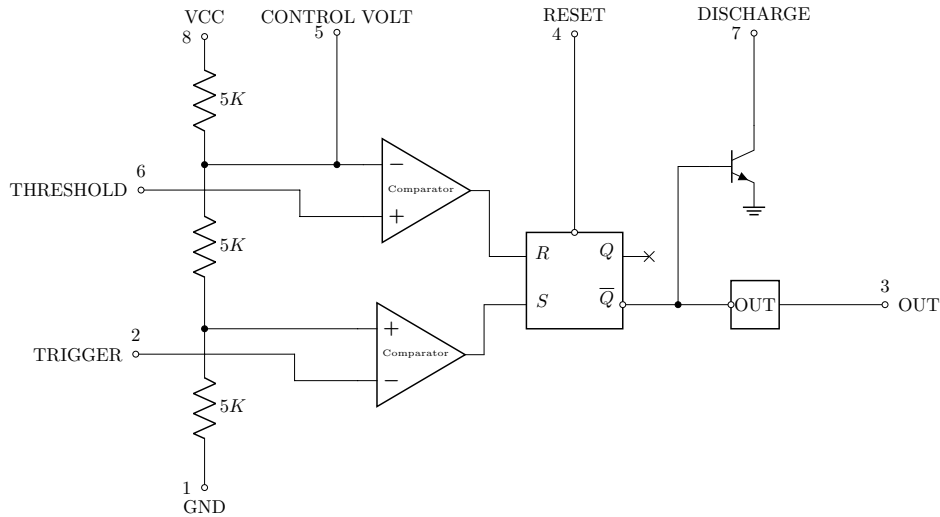 VCC
8
CONTROL VOLT
5
RESET
4
DISCHARGE
7
5K
6
THRESHOLD
−
Comparator
+
5K
R
Q
S
Q̅
OUT
3
OUT
2
TRIGGER
+
Comparator
−
5K
1
GND